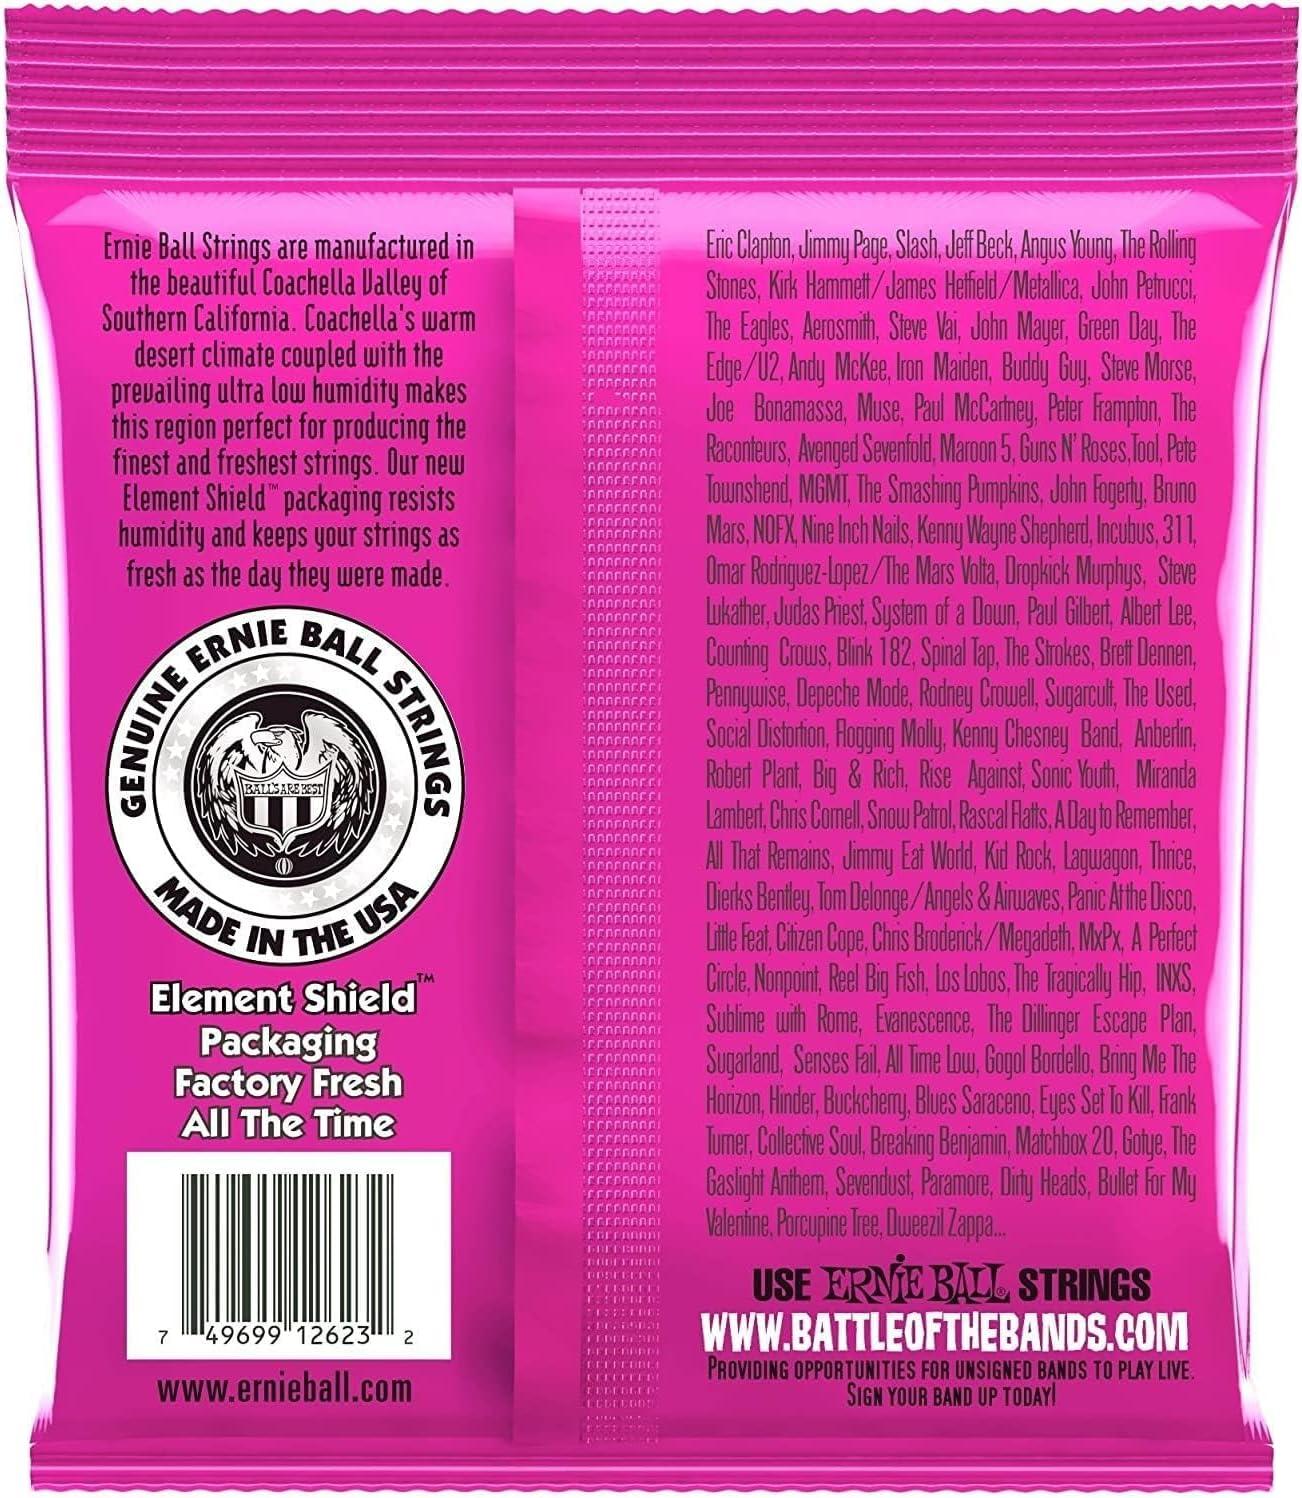 Ernie Ball Strings are manufactured in
the beautiful Coachella Valley of
Southern California. Coachella's warm
desert climate coupled with the
prevailing ultra low humidity makes
this region perfect for producing the
finest and freshest strings. Our new
Element Shield™ packaging resists
humidity and keeps your strings as
fresh as the day they were made.
GENUINE ERNIE BALL STRINGS
BALLS ARE BEST
MADE IN THE USA
Element Shield™
Packaging
Factory Fresh
All The Time
7 49699 12623 2
www.ernieball.com
Eric Clapton, Jimmy Page, Slash, Jeff Beck, Angus Young, The Rolling
Stones, Kirk Hammett/James Hetfield/Metallica, John Petrucci,
The Eagles, Aerosmith, Steve Vai, John Mayer, Green Day, The
Edge/U2, Andy McKee, Iron Maiden, Buddy Guy, Steve Morse,
Joe Bonamassa, Muse, Paul McCartney, Peter Frampton, The
Raconteurs, Avenged Sevenfold, Maroon 5, Guns N' Roses, Tool, Pete
Townshend, MGMT, The Smashing Pumpkins, John Fogerty, Bruno
Mars, NOFX, Nine Inch Nails, Kenny Wayne Shepherd, Incubus, 311,
Omar Rodriguez-Lopez/The Mars Volta, Dropkick Murphys, Steve
Lukather, Judas Priest, System of a Down, Paul Gilbert, Albert Lee,
Counting Crows, Blink 182, Spinal Tap, The Strokes, Brett Dennen,
Pennywise, Depeche Mode, Rodney Crowell, Sugarcult, The Used,
Social Distortion, Flogging Molly, Kenny Chesney Band, Anberlin,
Robert Plant, Big & Rich, Rise Against, Sonic Youth, Miranda
Lambert, Chris Cornell, Snow Patrol, Rascal Flatts, A Day to Remember,
All That Remains, Jimmy Eat World, Kid Rock, Lagwagon, Thrice,
Dierks Bentley, Tom Delonge/Angels & Airwaves, Panic At the Disco,
Little Feat, Citizen Cope, Chris Broderick/Megadeth, MxPx, A Perfect
Circle, Nonpoint, Reel Big Fish, Los Lobos, The Tragically Hip, INXS,
Sublime with Rome, Evanescence, The Dillinger Escape Plan,
Sugarland, Senses Fail, All Time Low, Gogol Bordello, Bring Me The
Horizon, Hinder, Buckcherry, Blues Saraceno, Eyes Set To Kill, Frank
Turner, Collective Soul, Breaking Benjamin, Matchbox 20, Gotye, The
Gaslight Anthem, Sevendust, Paramore, Dirty Heads, Bullet For My
Valentine, Porcupine Tree, Dweezil Zappa...
USE ERNIE BALL® STRINGS
WWW.BATTLEOFTHEBANDS.COM
PROVIDING OPPORTUNITIES FOR UNSIGNED BANDS TO PLAY LIVE.
SIGN YOUR BAND UP TODAY!